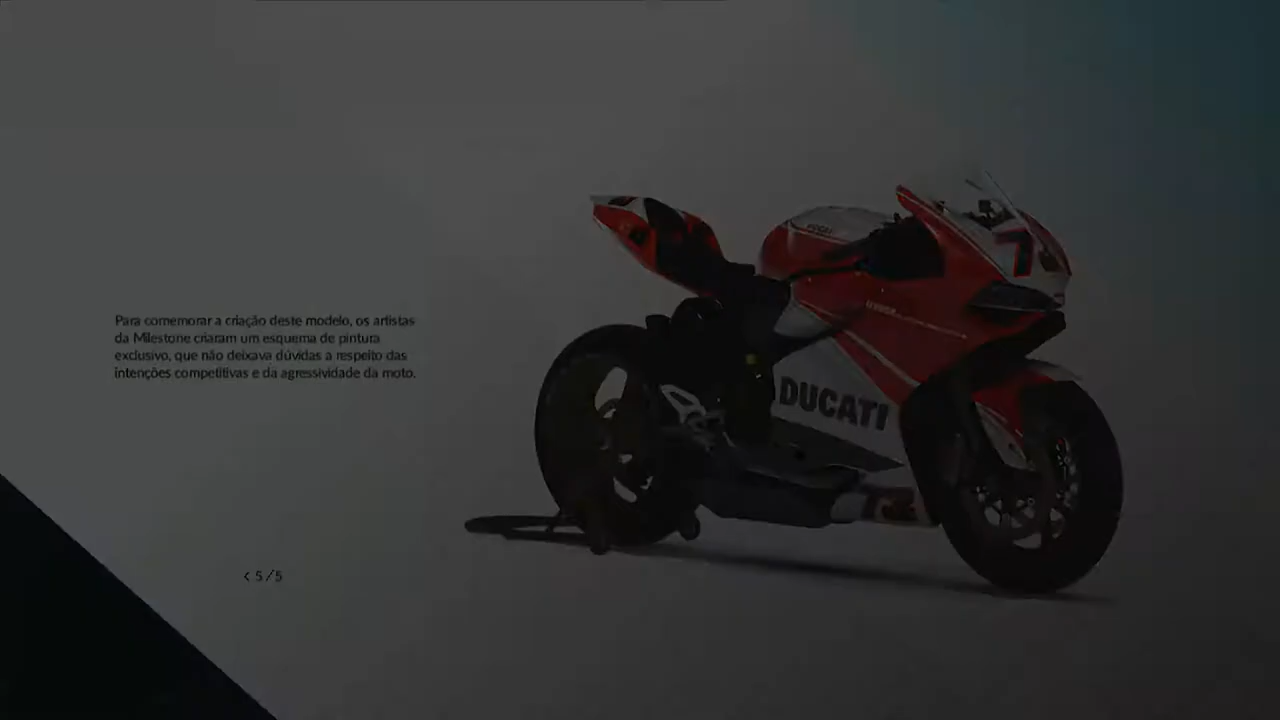 Para comemorar a criação deste modelo, os artistas
da Milestone criaram um esquema de pintura
exclusivo, que não deixava dúvidas a respeito das
intenções competitivas e da agressividade da moto.
7
DUCATI
< 5/5